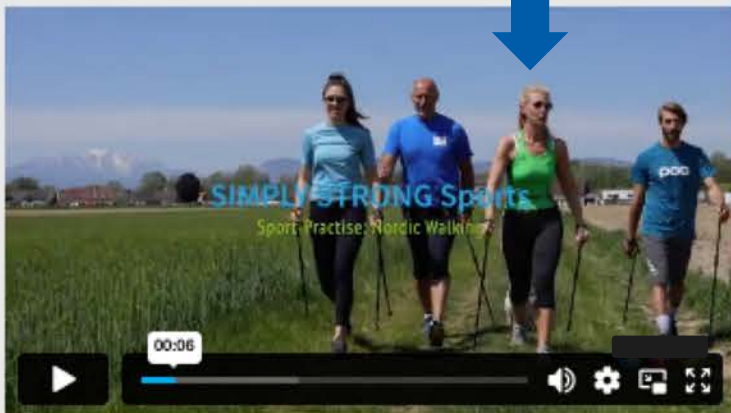 SIMPLY STRONG Sports
Sport-Practise: Nordic Walking
POC
00:06